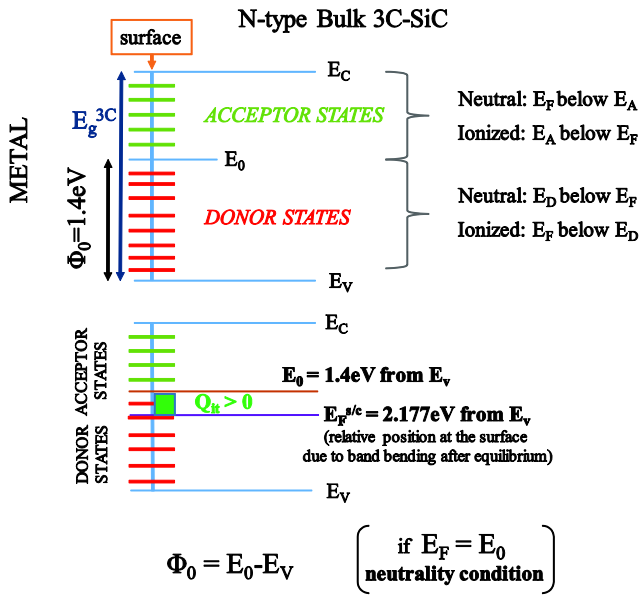 N-type Bulk 3C-SiC
surface
E_C
E_g^3C
ACCEPTOR STATES
Neutral: E_F below E_A
Ionized: E_A below E_F
METAL
E_0
Φ_0=1.4eV
DONOR STATES
Neutral: E_D below E_F
Ionized: E_F below E_D
E_V
E_C
ACCEPTOR
STATES
E_0 = 1.4eV from E_v
Q_it > 0
E_F^s/c = 2.177eV from E_v
(relative position at the surface
due to band bending after equilibrium)
DONOR
STATES
E_V
Φ_0 = E_0-E_V
if E_F = E_0
neutrality condition